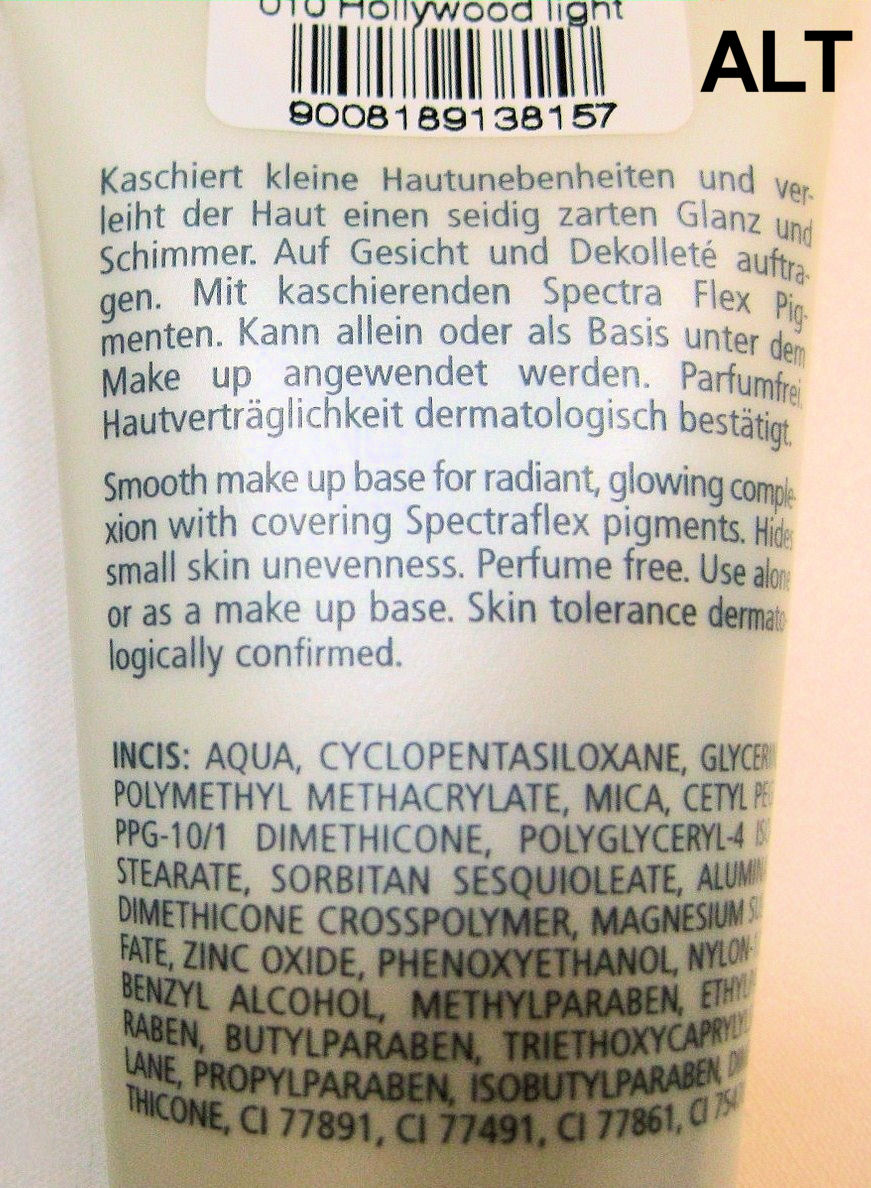 010 Hollywood light
ALT
9008189138157
Kaschiert kleine Hautunebenheiten und ver-
leiht der Haut einen seidig zarten Glanz und
Schimmer. Auf Gesicht und Dekolleté auftra-
gen. Mit kaschierenden Spectra Flex Pig-
menten. Kann allein oder als Basis unter dem
Make up angewendet werden. Parfumfrei.
Hautverträglichkeit dermatologisch bestätigt.
Smooth make up base for radiant, glowing comple-
xion with covering Spectraflex pigments. Hides
small skin unevenness. Perfume free. Use alone
or as a make up base. Skin tolerance dermato-
logically confirmed.
INCIS: AQUA, CYCLOPENTASILOXANE, GLYCERIN
POLYMETHYL METHACRYLATE, MICA, CETYL PEG
PPG-10/1 DIMETHICONE, POLYGLYCERYL-4 ISO
STEARATE, SORBITAN SESQUIOLEATE,
DIMETHICONE CROSSPOLYMER, MAGNESIUM SUL
FATE, ZINC OXIDE, PHENOXYETHANOL, NYLON-
BENZYL ALCOHOL, METHYLPARABEN,
RABEN, BUTYLPARABEN,
LANE, PROPYLPARABEN, ISOBUTYLPARABEN,
THICONE, CI 77891, CI 77491, CI 77861, CI